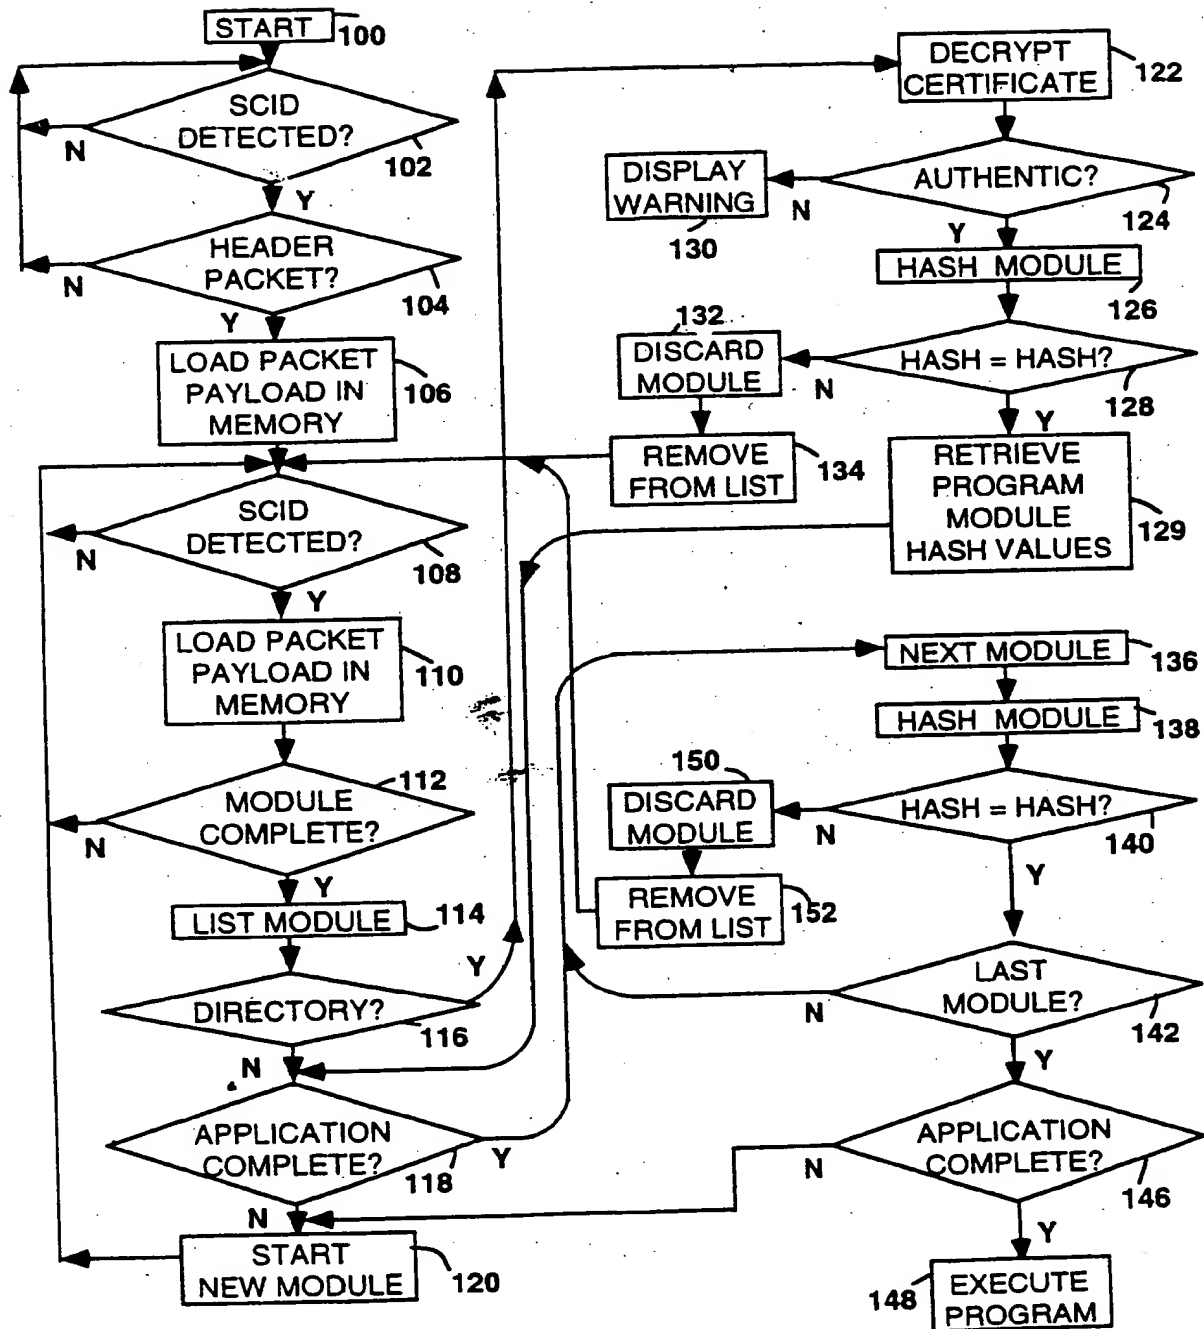 START
100
SCID
DETECTED?
102
N
Y
HEADER
PACKET?
104
N
Y
LOAD PACKET
PAYLOAD IN
MEMORY
106
SCID
DETECTED?
108
N
Y
LOAD PACKET
PAYLOAD IN
MEMORY
110
112
MODULE
COMPLETE?
N
Y
LIST MODULE
114
DIRECTORY?
116
Y
N
APPLICATION
COMPLETE?
118
Y
N
START
NEW MODULE
120
DECRYPT
CERTIFICATE
122
AUTHENTIC?
124
N
Y
DISPLAY
WARNING
130
HASH MODULE
126
HASH = HASH?
128
N
Y
132
DISCARD
MODULE
REMOVE
FROM LIST
134
RETRIEVE
PROGRAM
MODULE
HASH VALUES
129
NEXT MODULE
136
HASH MODULE
138
HASH = HASH?
140
N
Y
150
DISCARD
MODULE
REMOVE
FROM LIST
152
LAST
MODULE?
142
N
Y
APPLICATION
COMPLETE?
146
N
Y
148
EXECUTE
PROGRAM